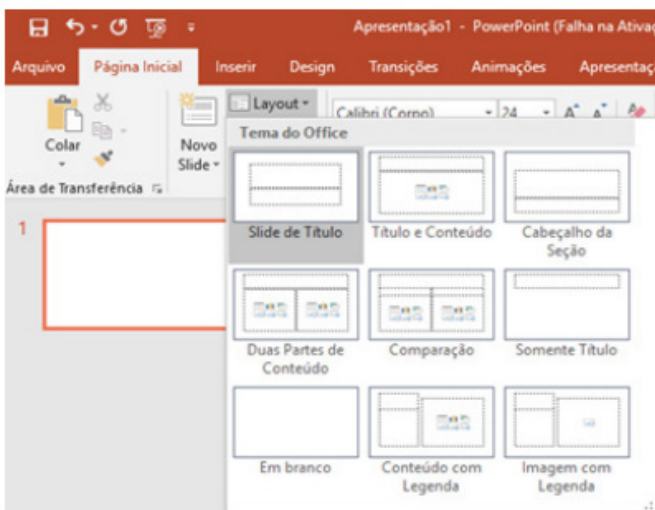 Apresentação1 - PowerPoint (Falha na Ativaç
Arquivo Página Inicial Inserir Design Transições Animações Apresentaç
Layout
Calibri (Corpo) 24 A A
Colar
Novo
Slide
Área de Transferência
Tema do Office
1
Slide de Título Título e Conteúdo Cabeçalho da
Seção
Duas Partes de
Conteúdo
Comparação Somente Título
Em branco Conteúdo com
Legenda
Imagem com
Legenda